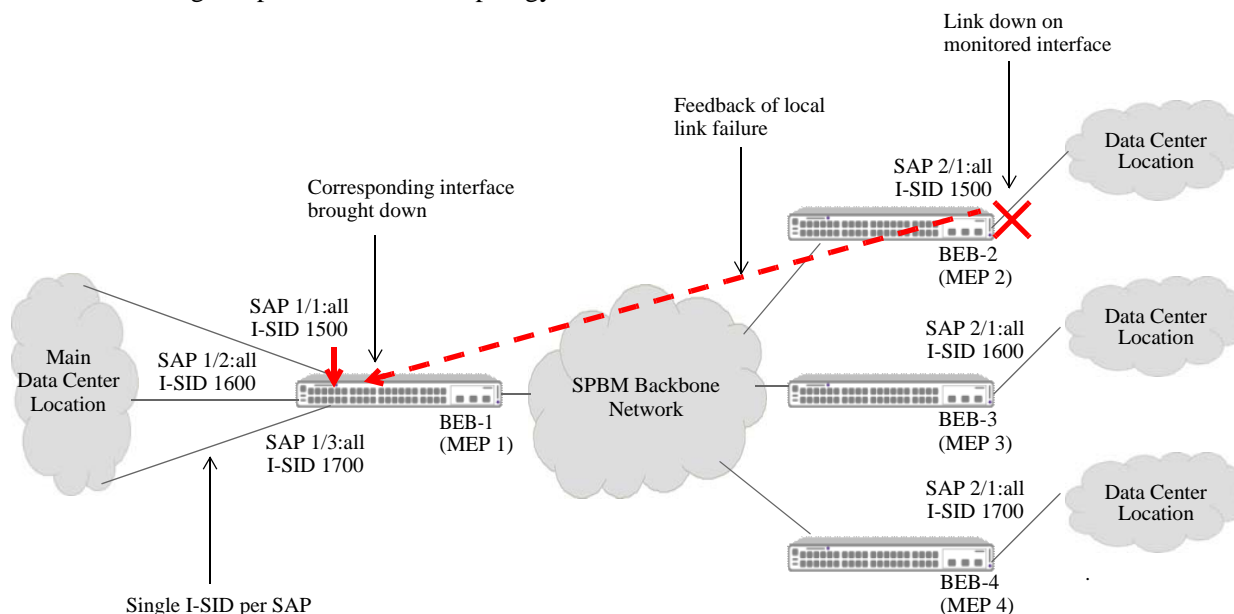 Link down on
monitored interface
Feedback of local
link failure
Data Center
Location
SAP 2/1:all
I-SID 1500
Corresponding interface
brought down
BEB-2
(MEP 2)
SAP 1/1:all
I-SID 1500
Main
Data Center
Location
SAP 1/2:all
I-SID 1600
SPBM Backbone
Network
SAP 2/1:all
I-SID 1600
Data Center
Location
BEB-1
(MEP 1)
BEB-3
(MEP 3)
SAP 1/3:all
I-SID 1700
SAP 2/1:all
I-SID 1700
Data Center
Location
BEB-4
(MEP 4)
Single I-SID per SAP